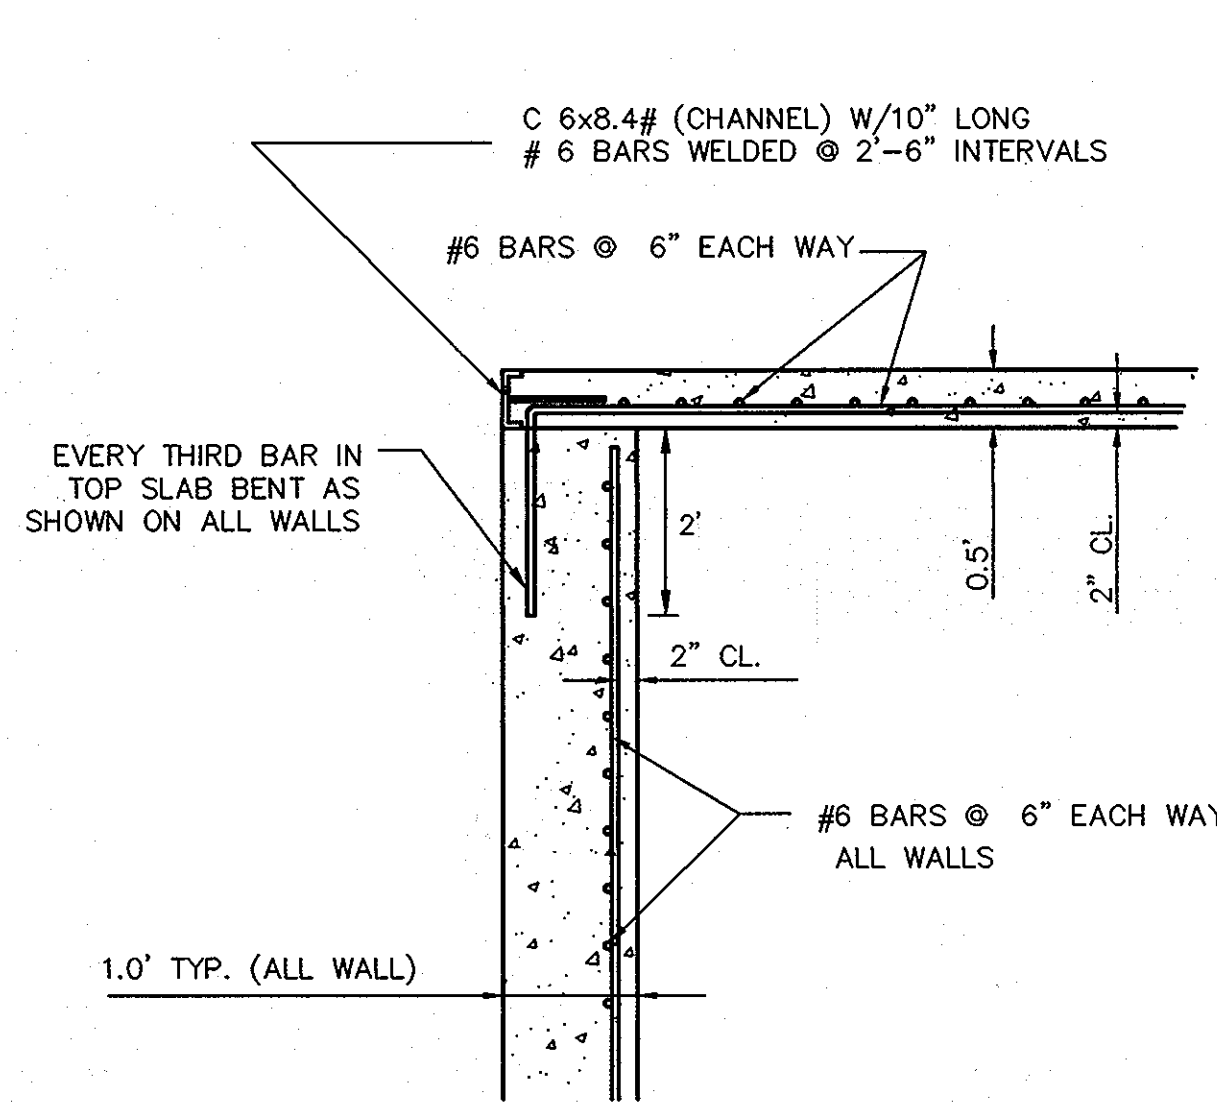 C 6x8.4# (CHANNEL) W/10" LONG
# 6 BARS WELDED @ 2'-6" INTERVALS
#6 BARS @ 6" EACH WAY
EVERY THIRD BAR IN
TOP SLAB BENT AS
SHOWN ON ALL WALLS
2'
0.5'
2" CL.
2" CL.
#6 BARS @ 6" EACH WAY
ALL WALLS
1.0' TYP. (ALL WALL)